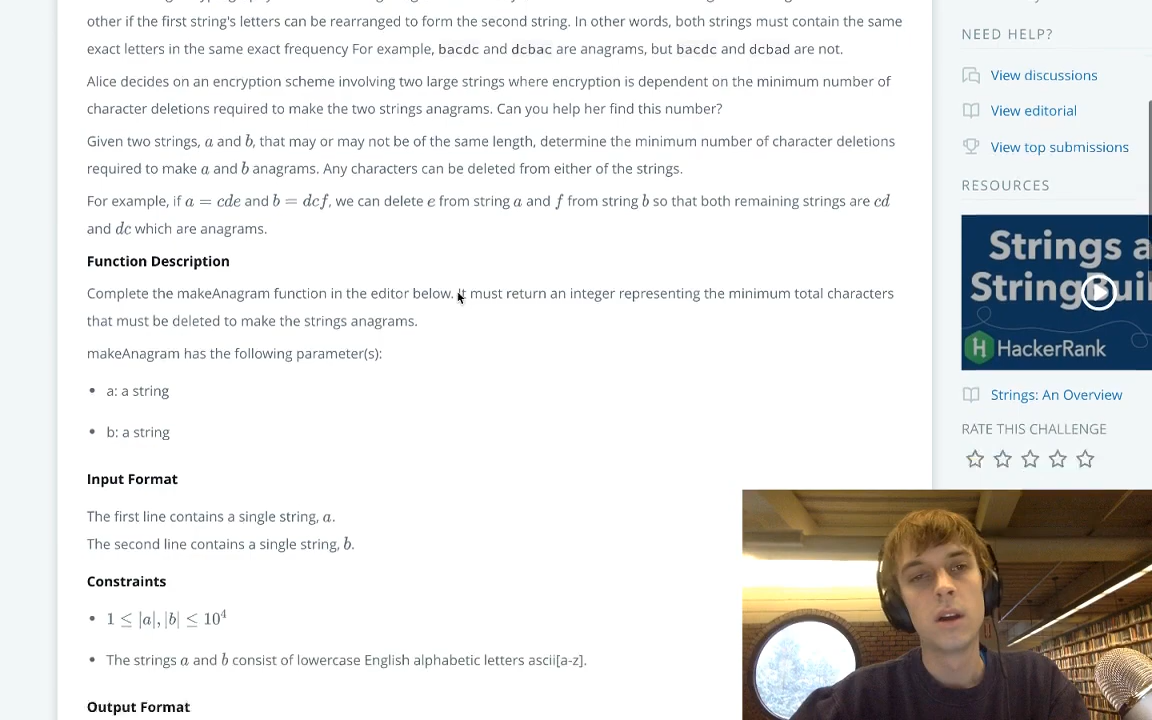 other if the first string's letters can be rearranged to form the second string. In other words, both strings must contain the same
exact letters in the same exact frequency For example, bacdc and dcbac are anagrams, but bacdc and dcbad are not.
Alice decides on an encryption scheme involving two large strings where encryption is dependent on the minimum number of
character deletions required to make the two strings anagrams. Can you help her find this number?
Given two strings, a and b, that may or may not be of the same length, determine the minimum number of character deletions
required to make a and b anagrams. Any characters can be deleted from either of the strings.
For example, if a = cde and b = dcf, we can delete e from string a and f from string b so that both remaining strings are cd
and dc which are anagrams.
Function Description
Complete the makeAnagram function in the editor below. It must return an integer representing the minimum total characters
that must be deleted to make the strings anagrams.
makeAnagram has the following parameter(s):
• a: a string
• b: a string
Input Format
The first line contains a single string, a.
The second line contains a single string, b.
Constraints
• 1 ≤ |a|, |b| ≤ 10⁴
• The strings a and b consist of lowercase English alphabetic letters ascii[a-z].
Output Format
NEED HELP?
View discussions
View editorial
View top submissions
RESOURCES
Strings a
String
H HackerRank
Strings: An Overview
RATE THIS CHALLENGE